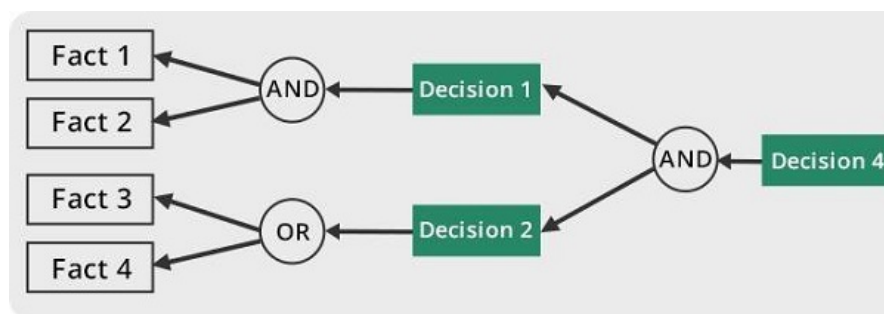 Fact 1
Fact 2
AND
Decision 1
Fact 3
Fact 4
OR
Decision 2
AND
Decision 4